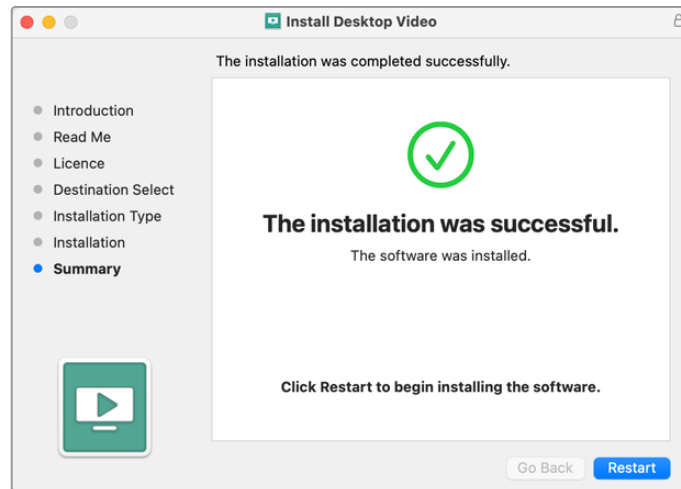 Install Desktop Video
The installation was completed successfully.
Introduction
Read Me
Licence
Destination Select
Installation Type
Installation
Summary
The installation was successful.
The software was installed.
Click Restart to begin installing the software.
Go Back
Restart